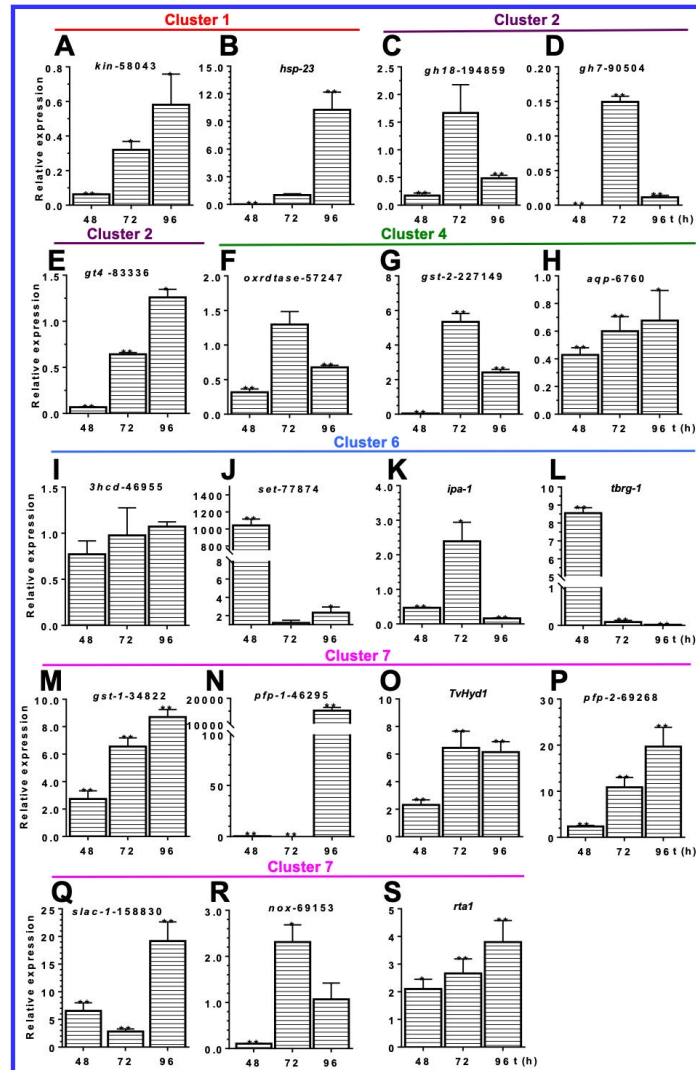 Cluster 1
Cluster 2
A
B
C
D
kin-58043
hsp-23
gh18-194859
gh7-90504
Relative expression
0.8
0.6
0.4
0.2
0.0
15.0
12.0
9.0
6.0
3.0
0.0
2.5
2.0
1.5
1.0
0.5
0.0
0.20
0.15
0.10
0.05
0.00
**
*
*
**
**
**
**
**
**
**
48 72 96
48 72 96
48 72 96
48 72 96 t (h)
Cluster 2
Cluster 4
E
F
G
H
gt4 -83336
oxrdtase-57247
gst-2-227149
aqp-6760
Relative expression
1.5
1.0
0.5
0.0
2.0
1.5
1.0
0.5
0.0
8
6
4
2
0
1.0
0.8
0.6
0.4
0.2
0.0
48 72 96
48 72 96
48 72 96
48 72 96 t (h)
Cluster 6
I
J
K
L
3hcd-46955
set-77874
ipa-1
tbrg-1
Relative expression
1.5
1.0
0.5
0.0
1400
1200
1000
800
8
6
4
2
4.0
3.0
2.0
1.0
0.0
10
9
8
7
6
5
0
48 72 96
48 72 96
48 72 96
48 72 96 t (h)
Cluster 7
M
N
O
P
gst-1-34822
pfp-1-46295
TvHyd1
pfp-2-69268
Relative expression
10.0
8.0
6.0
4.0
2.0
0.0
20000
10000
100
50
0
10
8
6
4
2
0
30
20
10
0
48 72 96
48 72 96
48 72 96
48 72 96 t (h)
Cluster 7
Q
R
S
slac-1-158830
nox-69153
rta1
Relative expression
25
20
15
10
5
0
3.0
2.0
1.0
0.0
5
4
3
2
1
0
48 72 96
48 72 96
48 72 96 t (h)